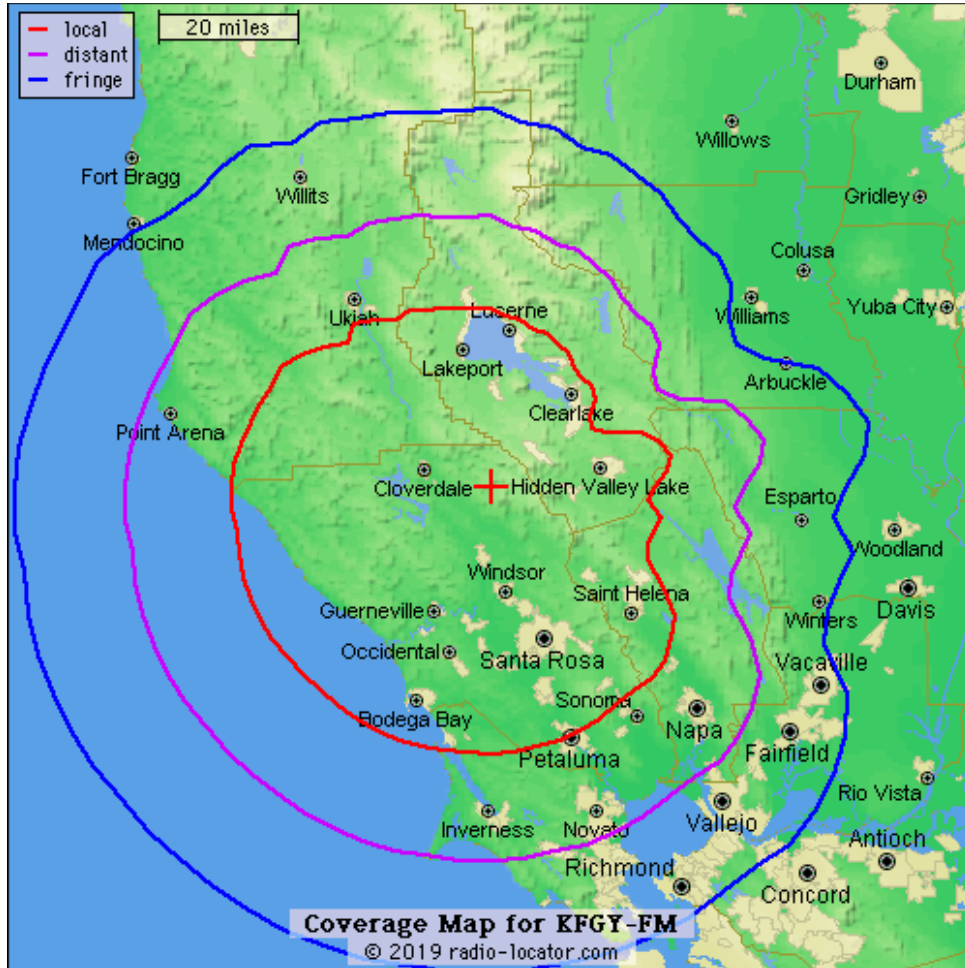 local
20 miles
distant
fringe
Durham
Willows
Fort Bragg
Willits
Gridley
Mendocino
Colusa
Ukiah
Lucerne
Williams
Yuba City
Lakeport
Arbuckle
Clearlake
Point Arena
Cloverdale
Hidden Valley Lake
Esparto
Woodland
Windsor
Saint Helena
Davis
Guerneville
Winters
Occidental
Santa Rosa
Vacaville
Sonoma
Bodega Bay
Napa
Petaluma
Fairfield
Rio Vista
Inverness
Novato
Vallejo
Antioch
Richmond
Concord
Coverage Map for KFGY-FM
© 2019 radio-locator.com